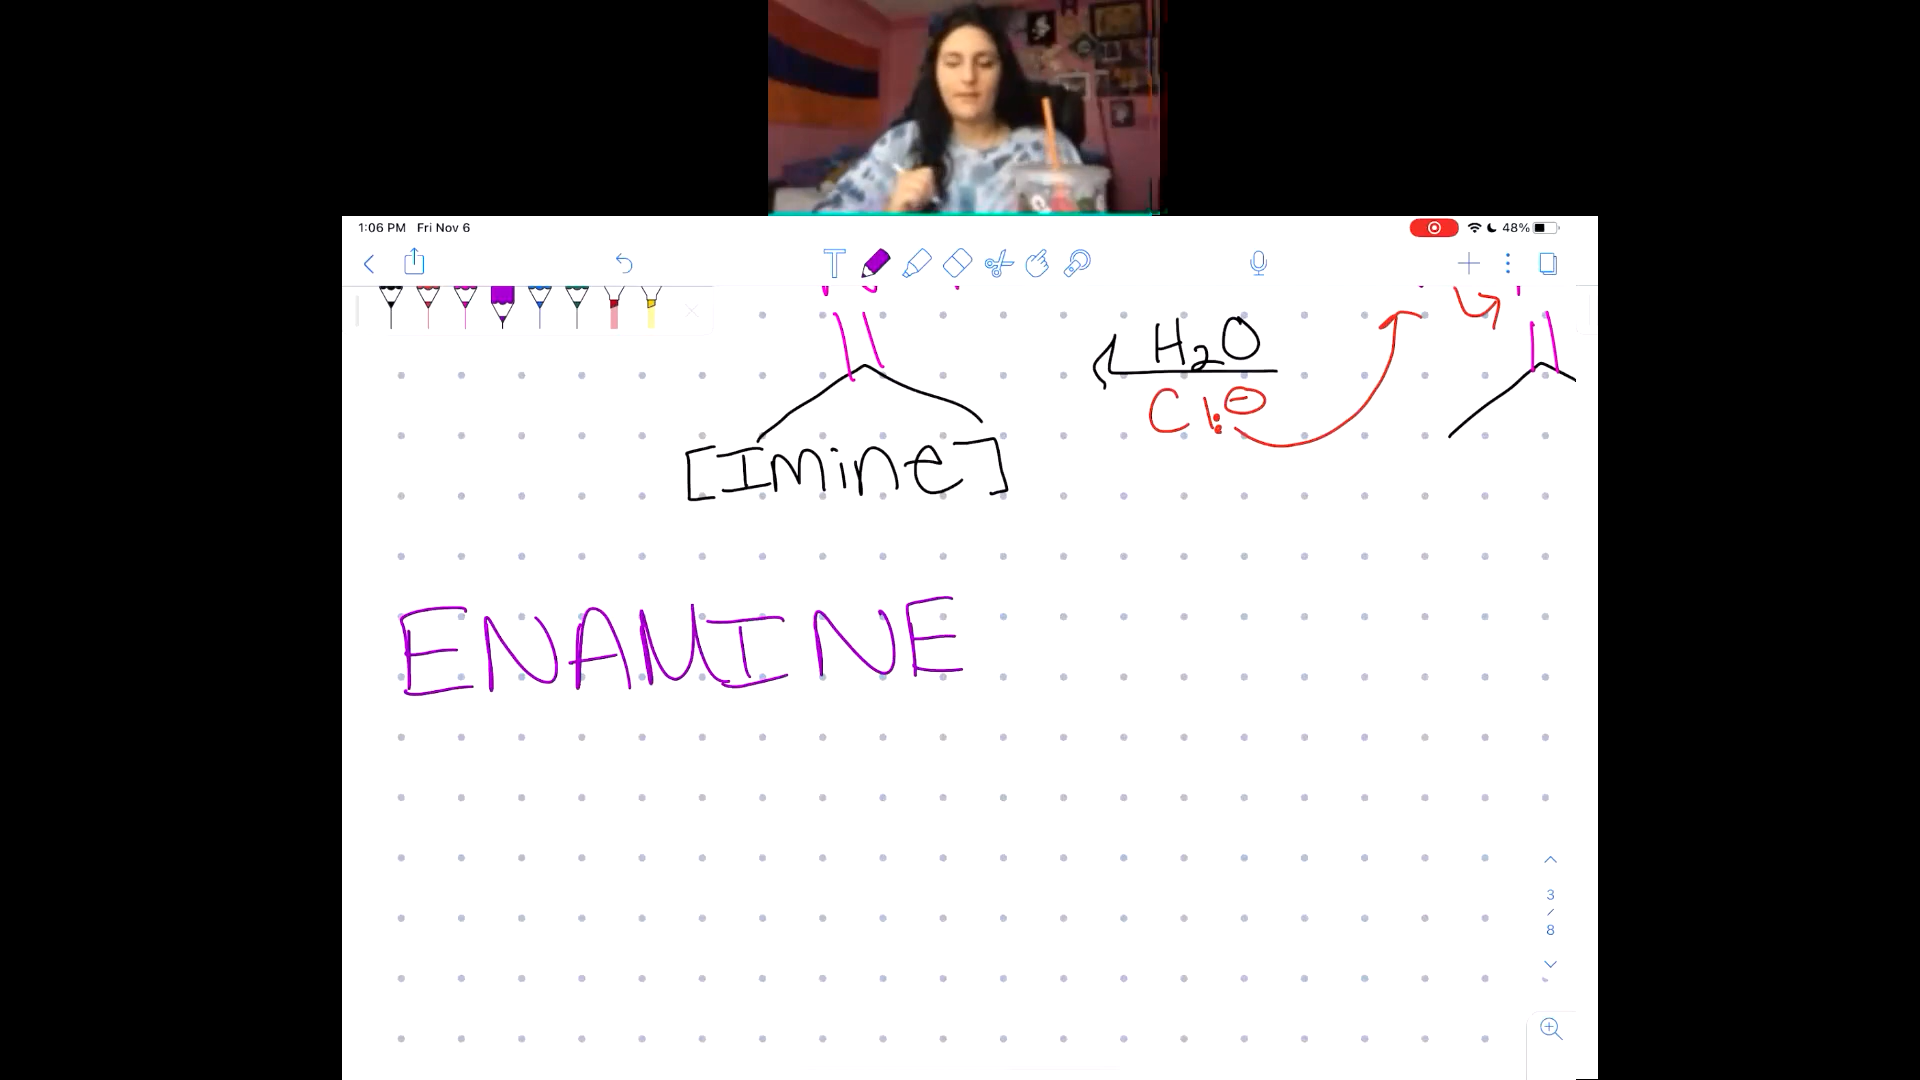 1:06 PM Fri Nov 6
48%
T
H₂O
Cl:⊖
[Imine]
ENAMINE
3
/
8